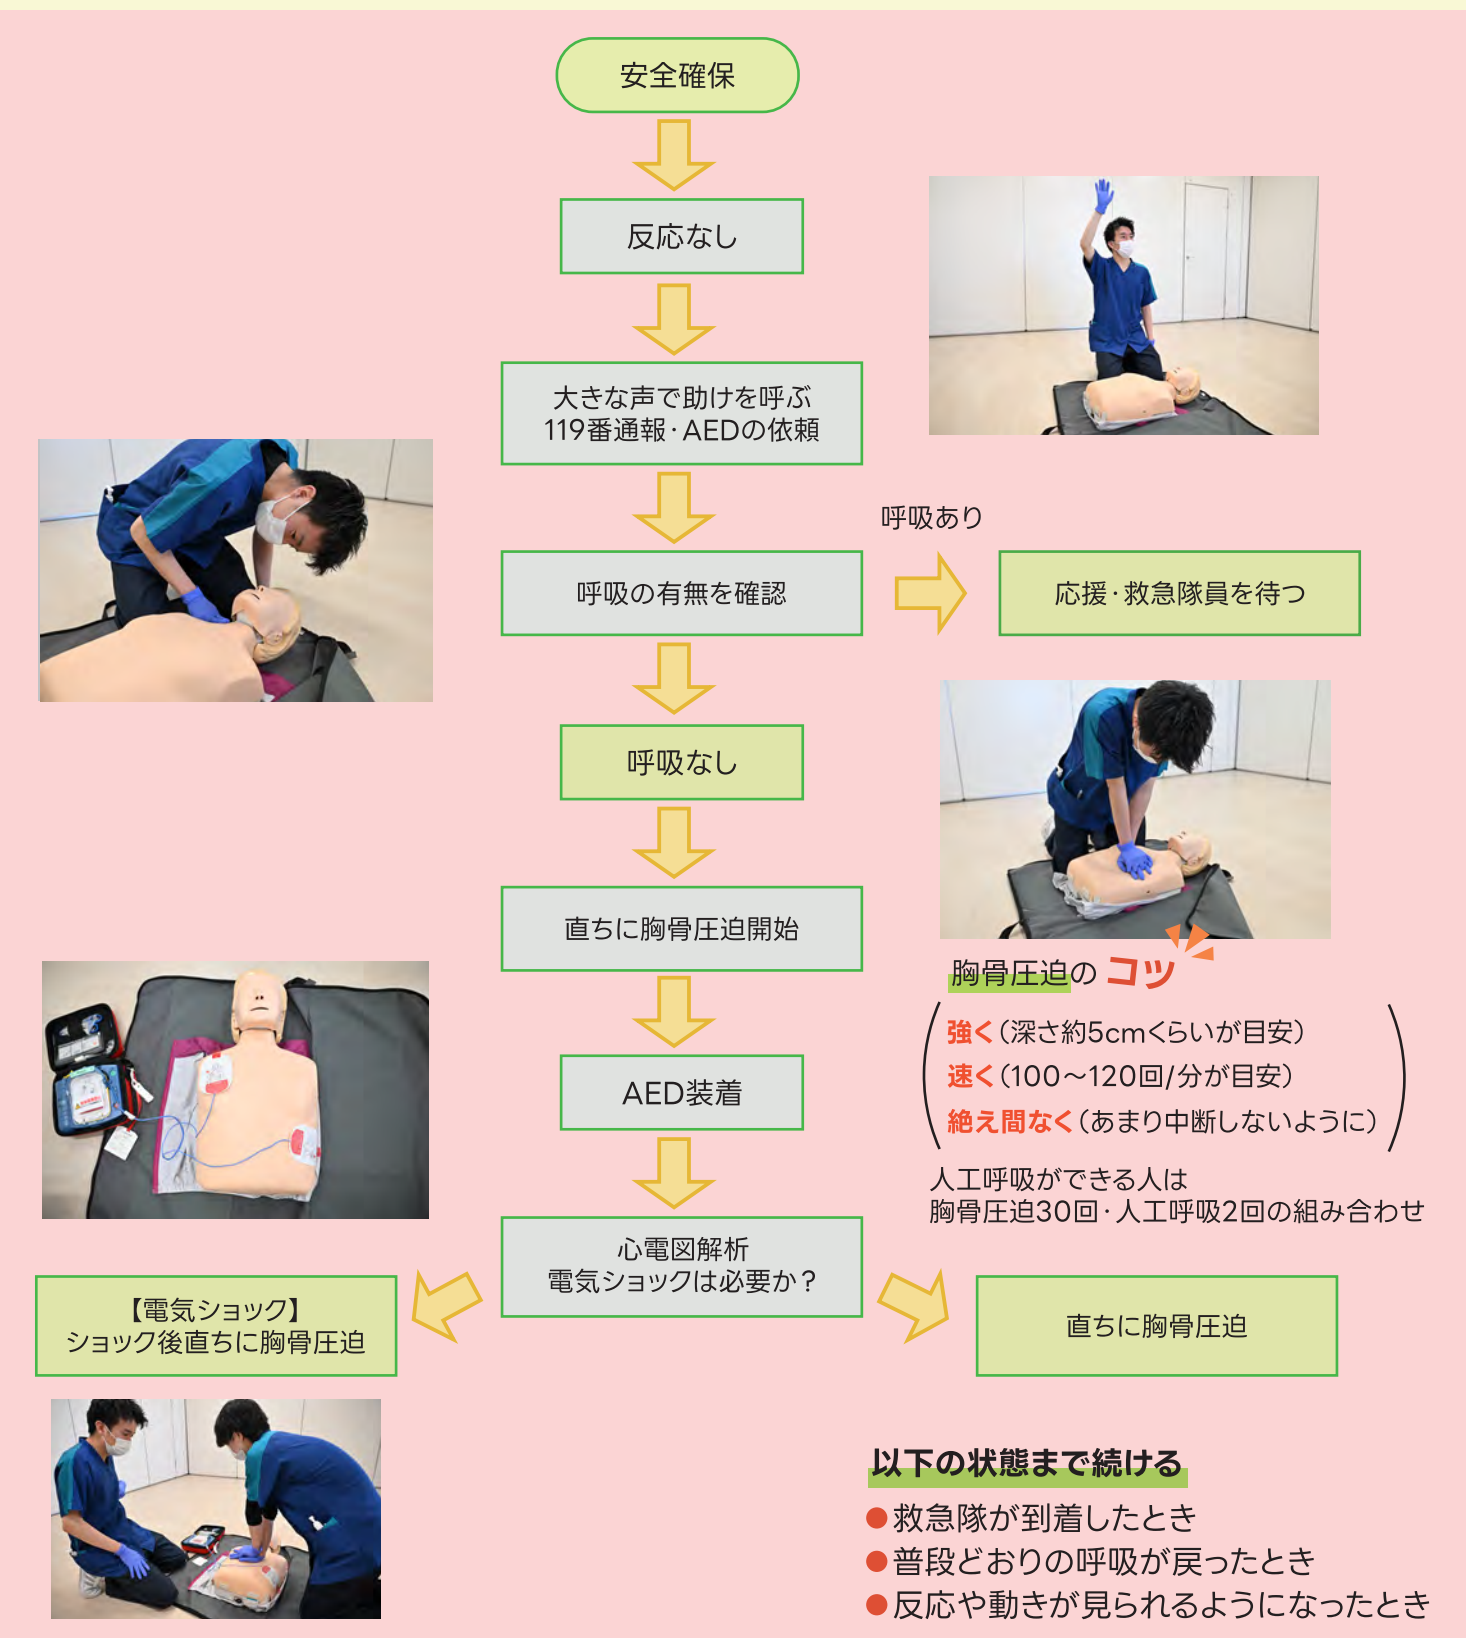 安全確保
反応なし
大きな声で助けを呼ぶ
119番通報・AEDの依頼
呼吸の有無を確認
呼吸あり
応援・救急隊員を待つ
呼吸なし
直ちに胸骨圧迫開始
胸骨圧迫のコツ
強く（深さ約5cmくらいが目安）
速く（100～120回/分が目安）
絶え間なく（あまり中断しないように）
人工呼吸ができる人は
胸骨圧迫30回・人工呼吸2回の組み合わせ
AED装着
心電図解析
電気ショックは必要か？
【電気ショック】
ショック後直ちに胸骨圧迫
直ちに胸骨圧迫
以下の状態まで続ける
●救急隊が到着したとき
●普段どおりの呼吸が戻ったとき
●反応や動きが見られるようになったとき